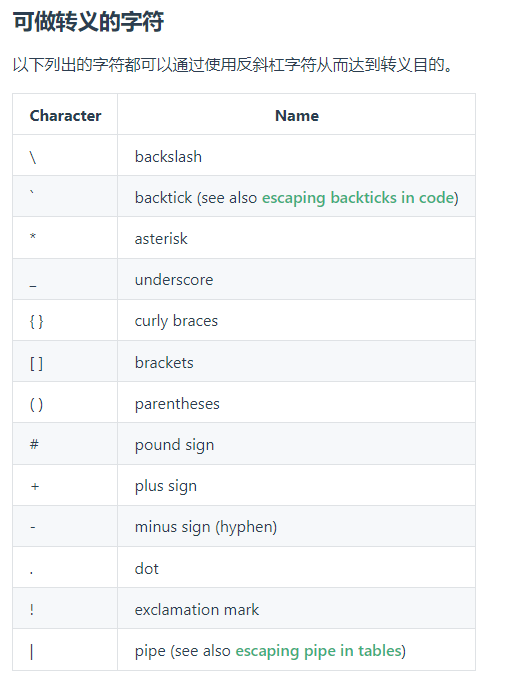 可做转义的字符
以下列出的字符都可以通过使用反斜杠字符从而达到转义目的。
Character Name
\ backslash
` backtick (see also escaping backticks in code)
* asterisk
_ underscore
{ } curly braces
[ ] brackets
( ) parentheses
# pound sign
+ plus sign
- minus sign (hyphen)
. dot
! exclamation mark
| pipe (see also escaping pipe in tables)